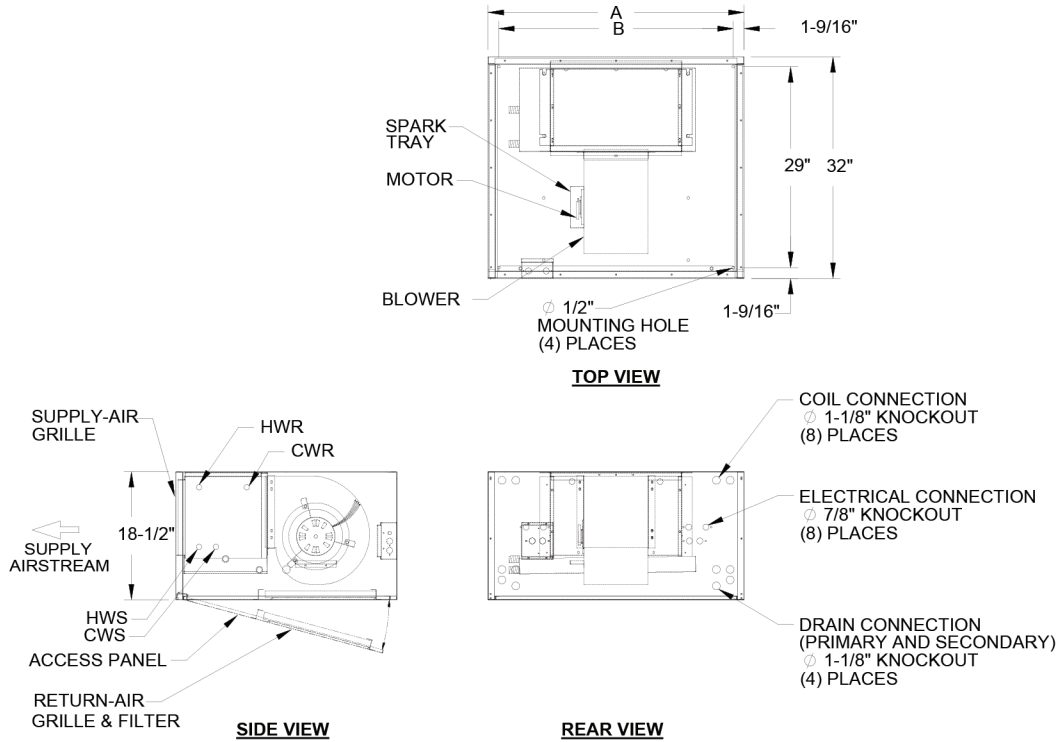 A
B
1-9/16"
SPARK
TRAY
MOTOR
29"
32"
BLOWER
∅ 1/2"
MOUNTING HOLE
(4) PLACES
1-9/16"
TOP VIEW
SUPPLY-AIR
GRILLE
HWR
CWR
18-1/2"
SUPPLY
AIRSTREAM
HWS
CWS
ACCESS PANEL
RETURN-AIR
GRILLE & FILTER
SIDE VIEW
COIL CONNECTION
∅ 1-1/8" KNOCKOUT
(8) PLACES
ELECTRICAL CONNECTION
∅ 7/8" KNOCKOUT
(8) PLACES
DRAIN CONNECTION
(PRIMARY AND SECONDARY)
∅ 1-1/8" KNOCKOUT
(4) PLACES
REAR VIEW